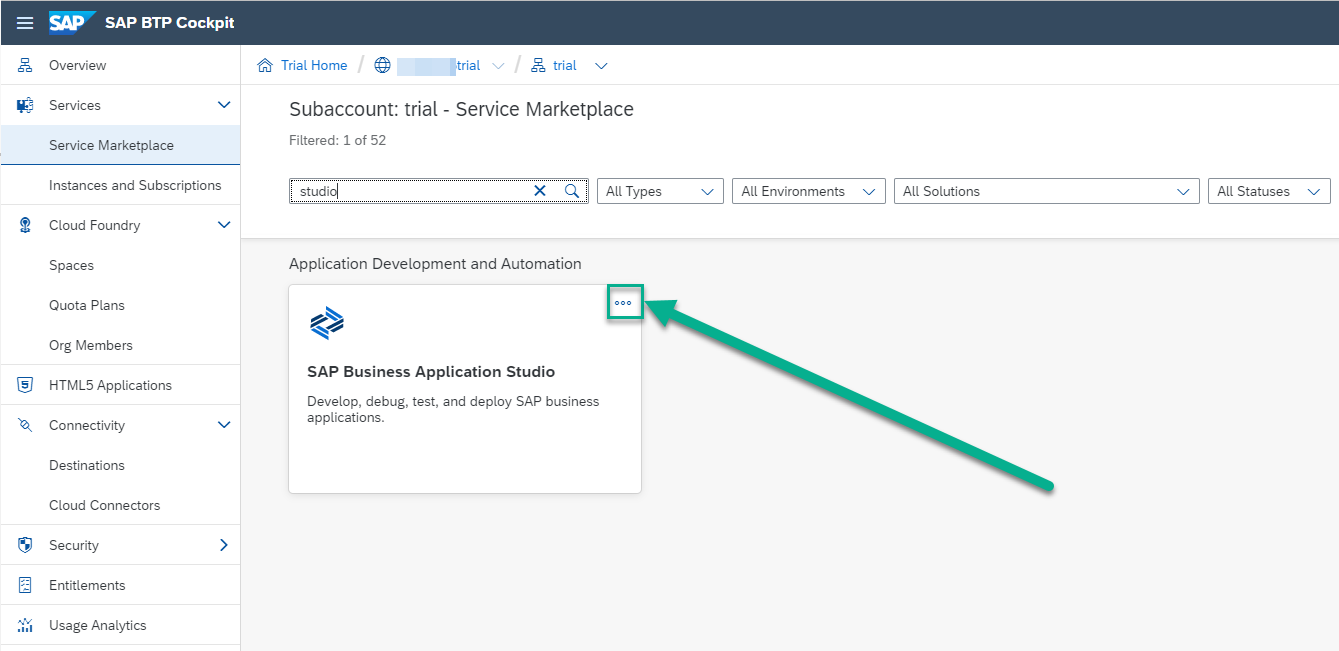 SAP SAP BTP Cockpit
Overview
Services
Service Marketplace
Instances and Subscriptions
Cloud Foundry
Spaces
Quota Plans
Org Members
HTML5 Applications
Connectivity
Destinations
Cloud Connectors
Security
Entitlements
Usage Analytics
Trial Home / trial / trial
Subaccount: trial - Service Marketplace
Filtered: 1 of 52
studio All Types All Environments All Solutions All Statuses
Application Development and Automation
SAP Business Application Studio
Develop, debug, test, and deploy SAP business
applications.